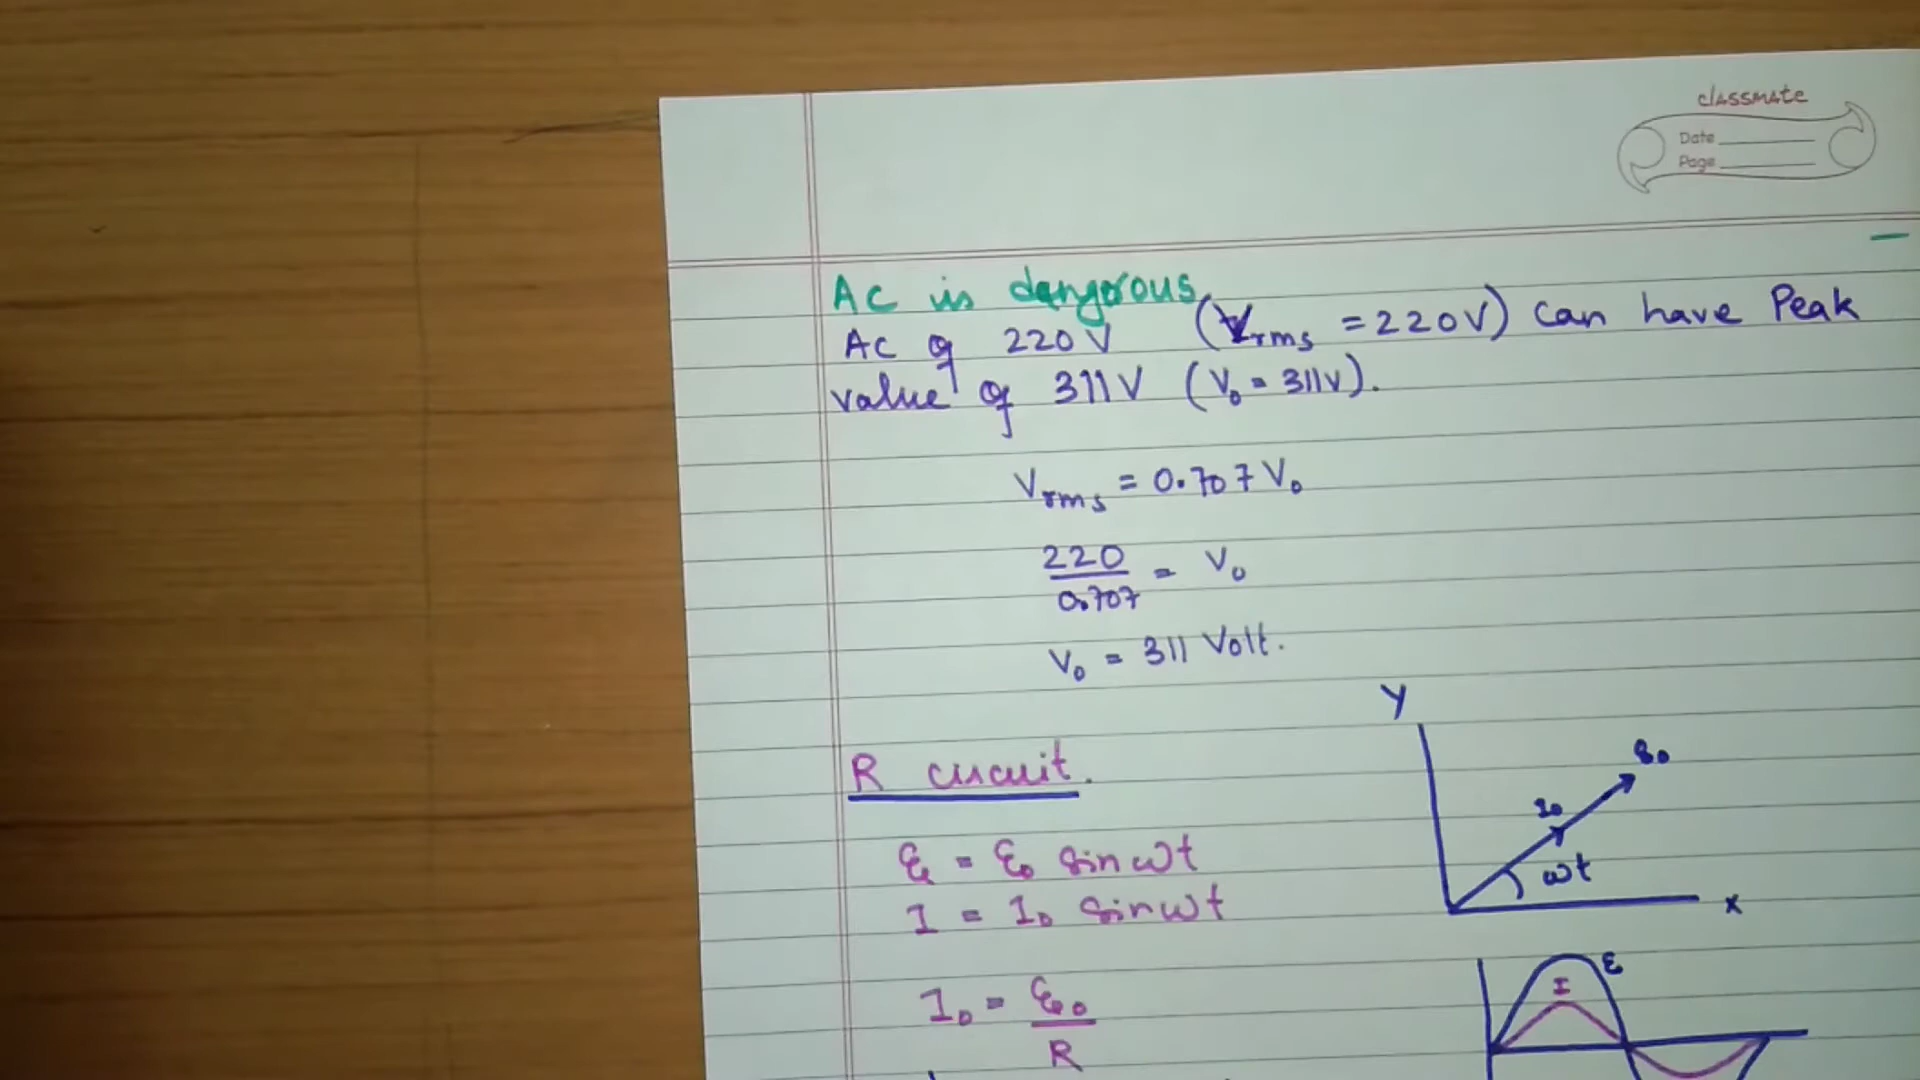 classmate
Date
Page
AC is dangorous
AC of 220V (Vrms = 220V) can have Peak
value of 311V (V₀ = 311V).
Vrms = 0.707 V₀
220/0.707 = V₀
V₀ = 311 Volt.
R circuit.
Y
ε₀
I₀
ωt
x
ε = ε₀ sin ωt
I = I₀ sin ωt
ε
I
I₀ = ε₀/R